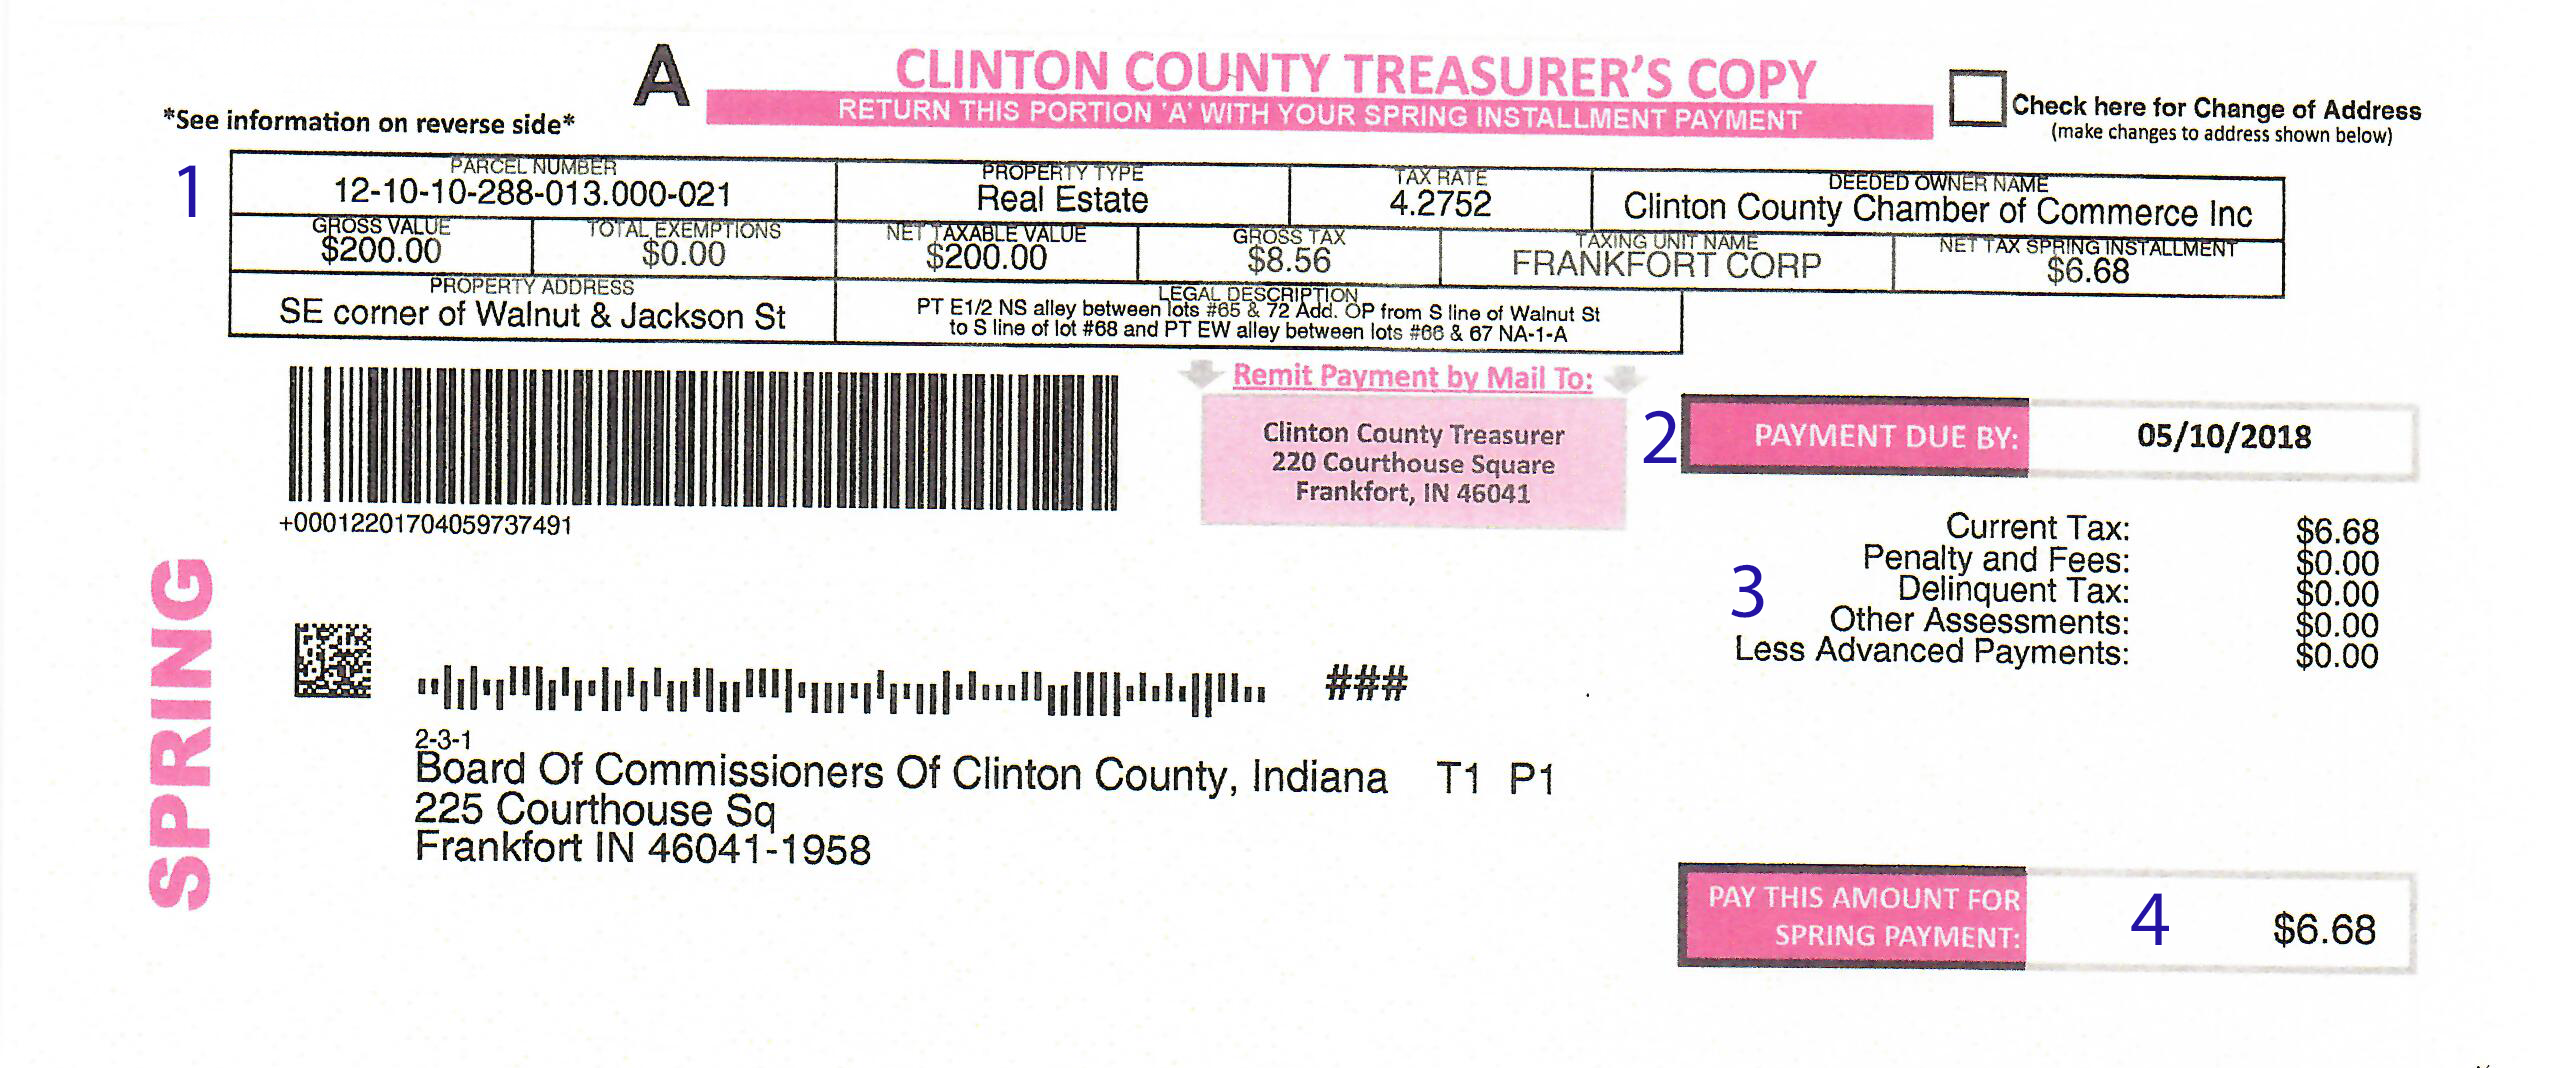 A
CLINTON COUNTY TREASURER'S COPY
RETURN THIS PORTION 'A' WITH YOUR SPRING INSTALLMENT PAYMENT
Check here for Change of Address
(make changes to address shown below)
*See information on reverse side*
1
PARCEL NUMBER
12-10-10-288-013.000-021
PROPERTY TYPE
Real Estate
TAX RATE
4.2752
DEEDED OWNER NAME
Clinton County Chamber of Commerce Inc
GROSS VALUE
$200.00
TOTAL EXEMPTIONS
$0.00
NET TAXABLE VALUE
$200.00
GROSS TAX
$8.56
TAXING UNIT NAME
FRANKFORT CORP
NET TAX SPRING INSTALLMENT
$6.68
PROPERTY ADDRESS
SE corner of Walnut & Jackson St
LEGAL DESCRIPTION
PT E1/2 NS alley between lots #65 & 72 Add. OP from S line of Walnut St
to S line of lot #68 and PT EW alley between lots #66 & 67 NA-1-A
+00012201704059737491
Remit Payment by Mail To:
Clinton County Treasurer
220 Courthouse Square
Frankfort, IN 46041
2
PAYMENT DUE BY: 05/10/2018
3
Current Tax: $6.68
Penalty and Fees: $0.00
Delinquent Tax: $0.00
Other Assessments: $0.00
Less Advanced Payments: $0.00
SPRING
###
2-3-1
Board Of Commissioners Of Clinton County, Indiana T1 P1
225 Courthouse Sq
Frankfort IN 46041-1958
PAY THIS AMOUNT FOR
SPRING PAYMENT:
4
$6.68